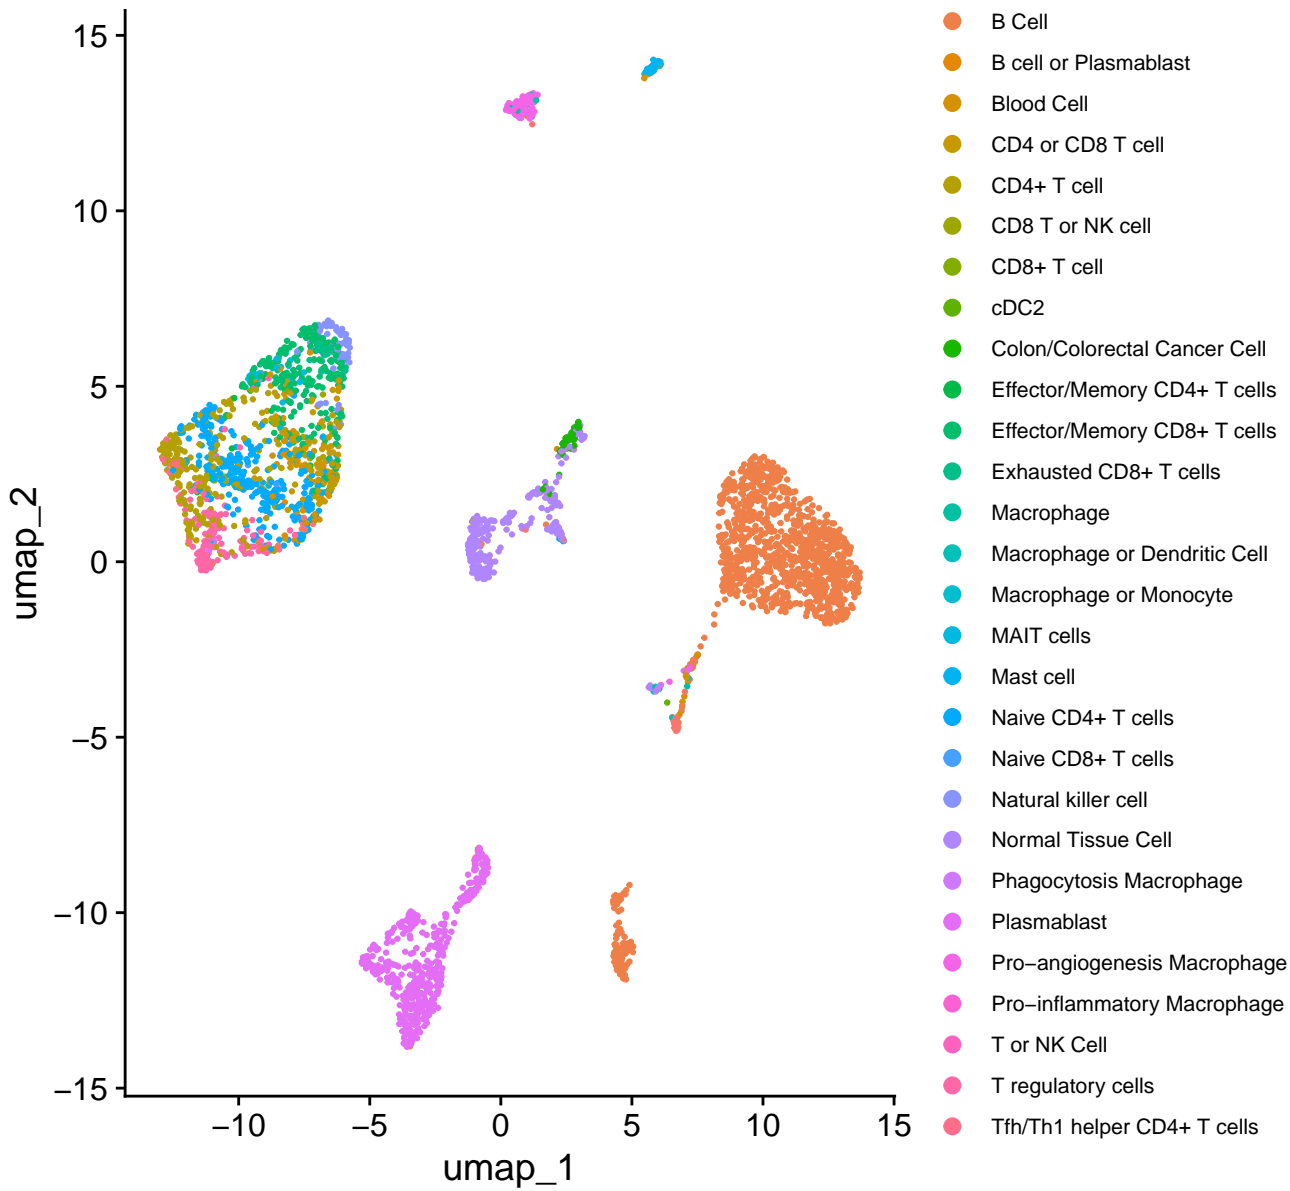 15
10
5
0
−5
−10
−15
umap_2
−10
−5
0
5
10
15
umap_1
B Cell
B cell or Plasmablast
Blood Cell
CD4 or CD8 T cell
CD4+ T cell
CD8 T or NK cell
CD8+ T cell
cDC2
Colon/Colorectal Cancer Cell
Effector/Memory CD4+ T cells
Effector/Memory CD8+ T cells
Exhausted CD8+ T cells
Macrophage
Macrophage or Dendritic Cell
Macrophage or Monocyte
MAIT cells
Mast cell
Naive CD4+ T cells
Naive CD8+ T cells
Natural killer cell
Normal Tissue Cell
Phagocytosis Macrophage
Plasmablast
Pro−angiogenesis Macrophage
Pro−inflammatory Macrophage
T or NK Cell
T regulatory cells
Tfh/Th1 helper CD4+ T cells